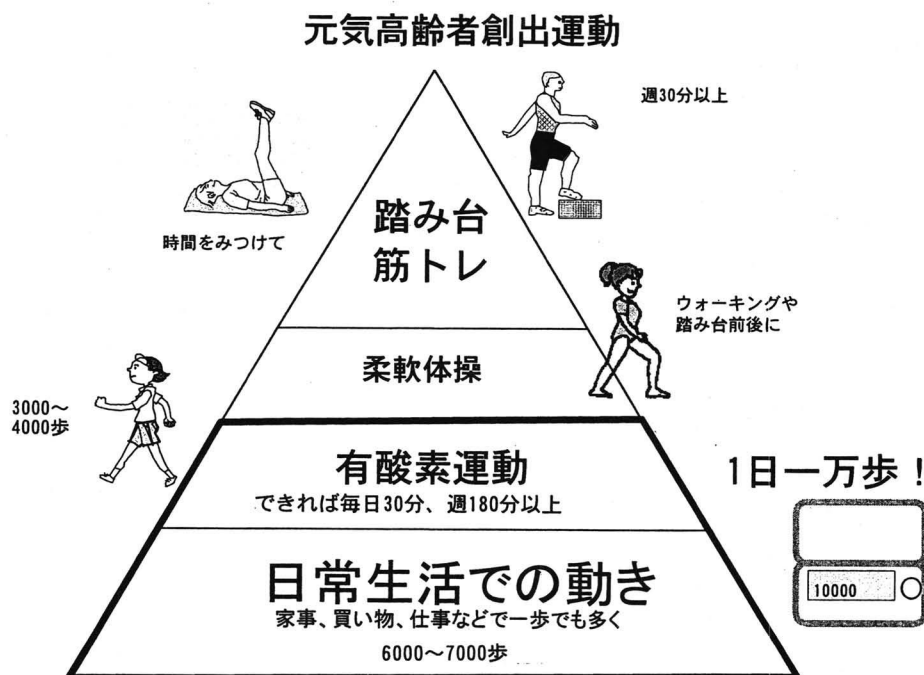 元気高齢者創出運動
週30分以上
時間をみつけて
踏み台
筋トレ
ウォーキングや
踏み台前後に
柔軟体操
3000～
4000歩
有酸素運動
できれば毎日30分、週180分以上
1日一万歩！
10000
日常生活での動き
家事、買い物、仕事などで一歩でも多く
6000～7000歩